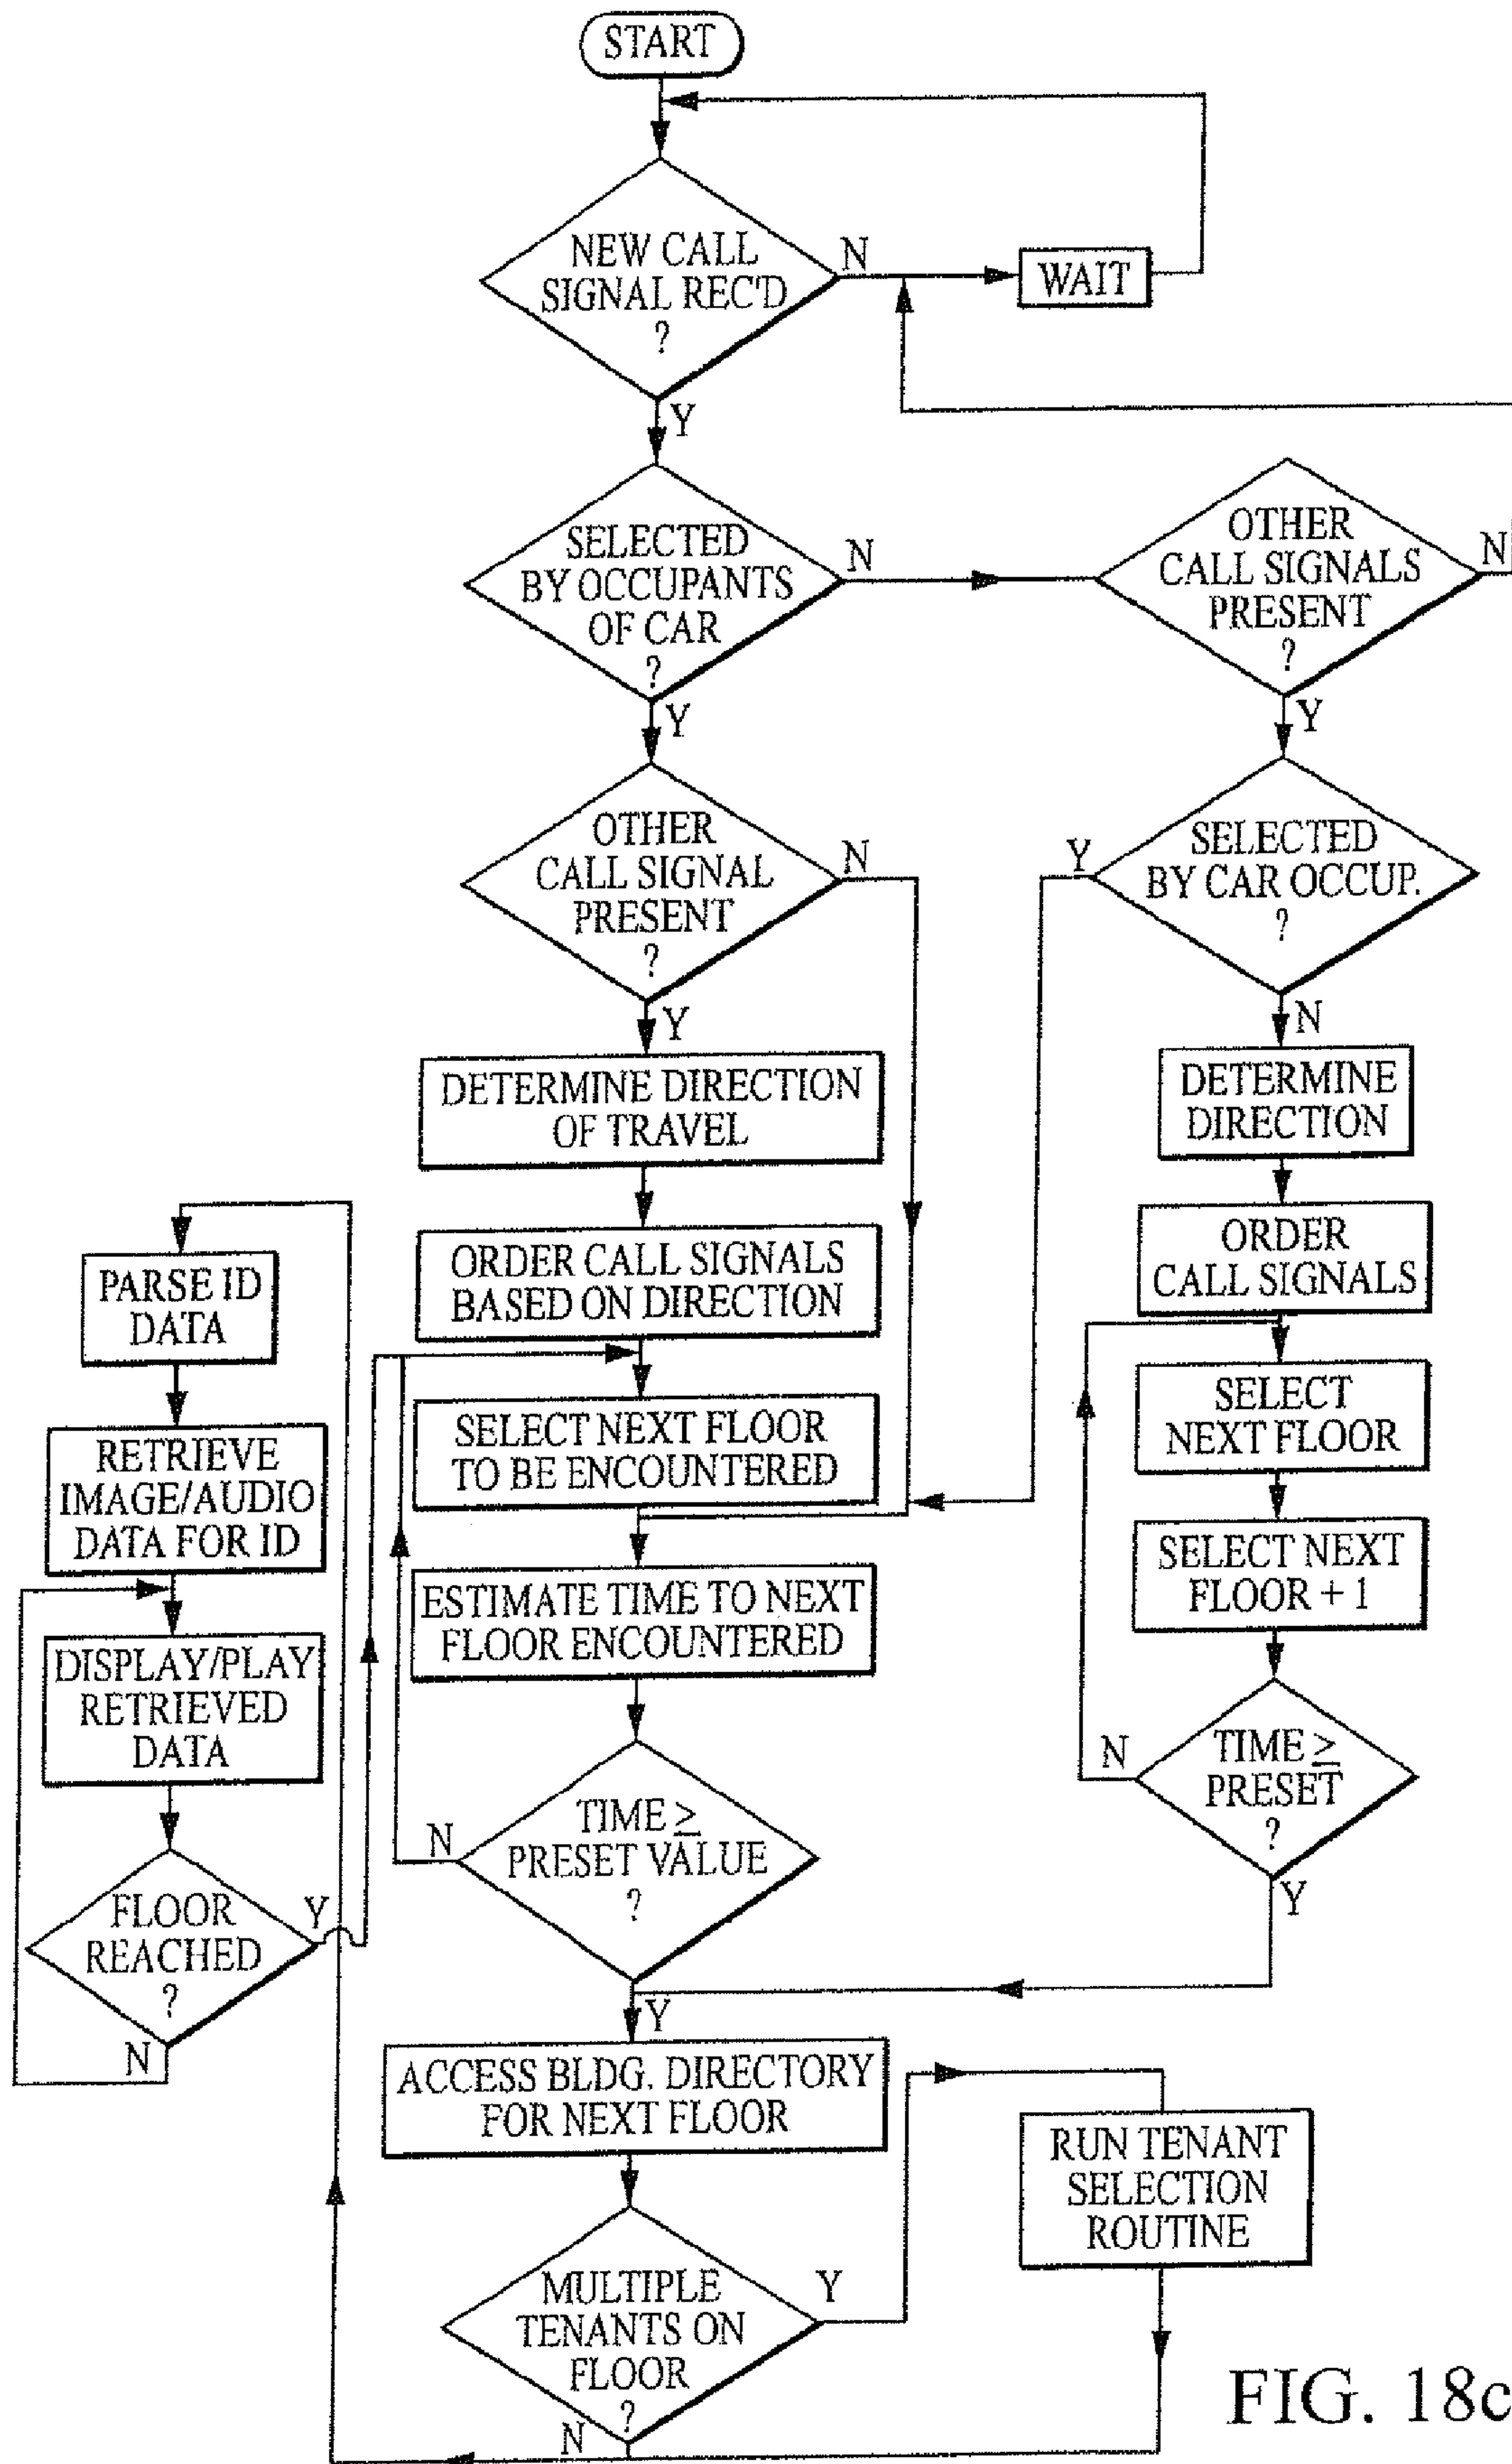 START
NEW CALL
SIGNAL REC'D
?
N
WAIT
Y
SELECTED
BY OCCUPANTS
OF CAR
?
N
Y
OTHER
CALL SIGNALS
PRESENT
?
N
Y
OTHER
CALL SIGNAL
PRESENT
?
N
Y
SELECTED
BY CAR OCCUP.
?
Y
N
DETERMINE DIRECTION
OF TRAVEL
DETERMINE
DIRECTION
ORDER CALL SIGNALS
BASED ON DIRECTION
ORDER
CALL SIGNALS
PARSE ID
DATA
SELECT NEXT FLOOR
TO BE ENCOUNTERED
SELECT
NEXT FLOOR
RETRIEVE
IMAGE/AUDIO
DATA FOR ID
ESTIMATE TIME TO NEXT
FLOOR ENCOUNTERED
SELECT NEXT
FLOOR + 1
DISPLAY/PLAY
RETRIEVED
DATA
TIME ≥
PRESET VALUE
?
N
Y
TIME ≥
PRESET
?
N
Y
FLOOR
REACHED
?
Y
N
ACCESS BLDG. DIRECTORY
FOR NEXT FLOOR
RUN TENANT
SELECTION
ROUTINE
MULTIPLE
TENANTS ON
FLOOR
?
Y
N
FIG. 18c